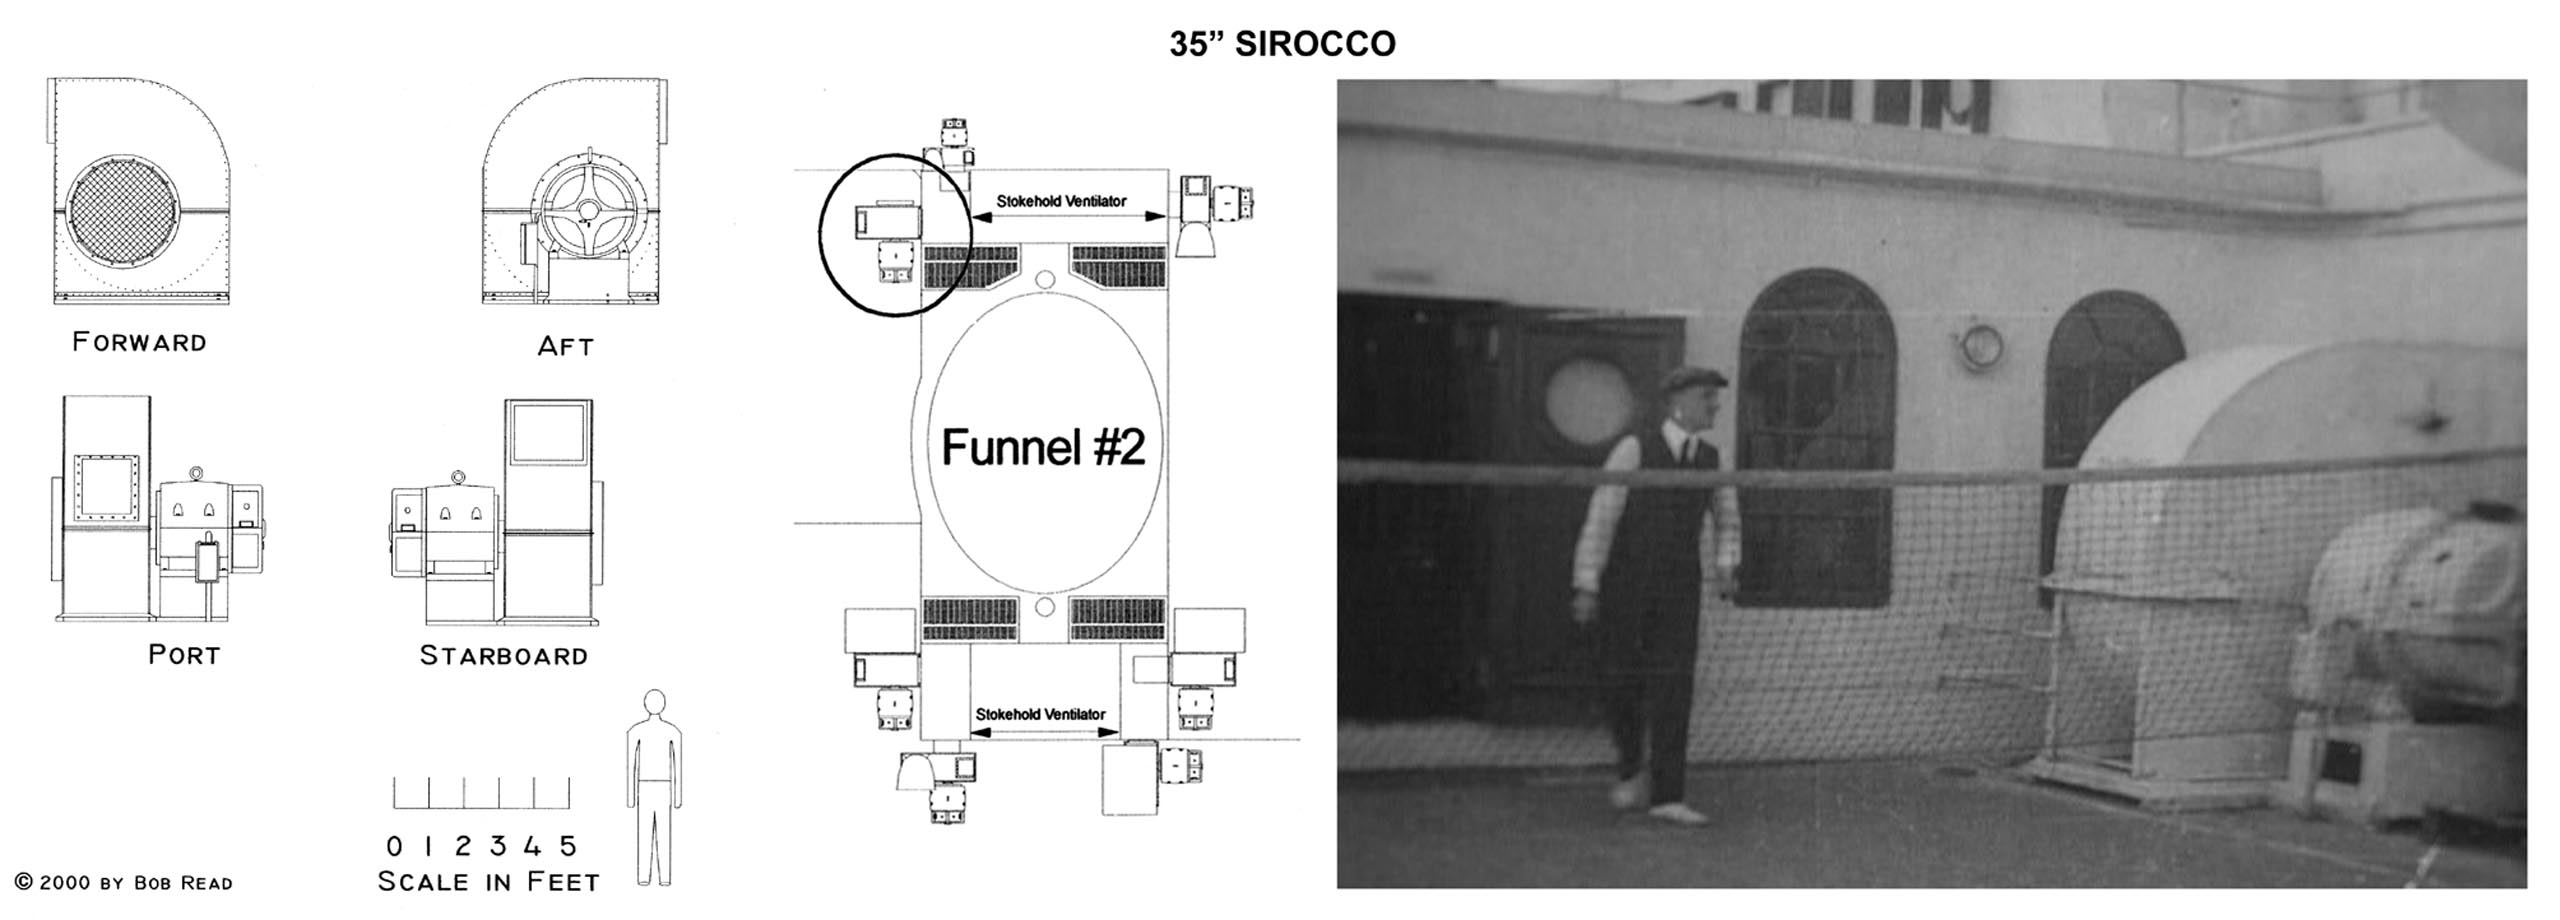 35” SIROCCO
FORWARD
AFT
PORT
STARBOARD
0 1 2 3 4 5
SCALE IN FEET
© 2000 BY BOB READ
Stokehold Ventilator
Funnel #2
Stokehold Ventilator